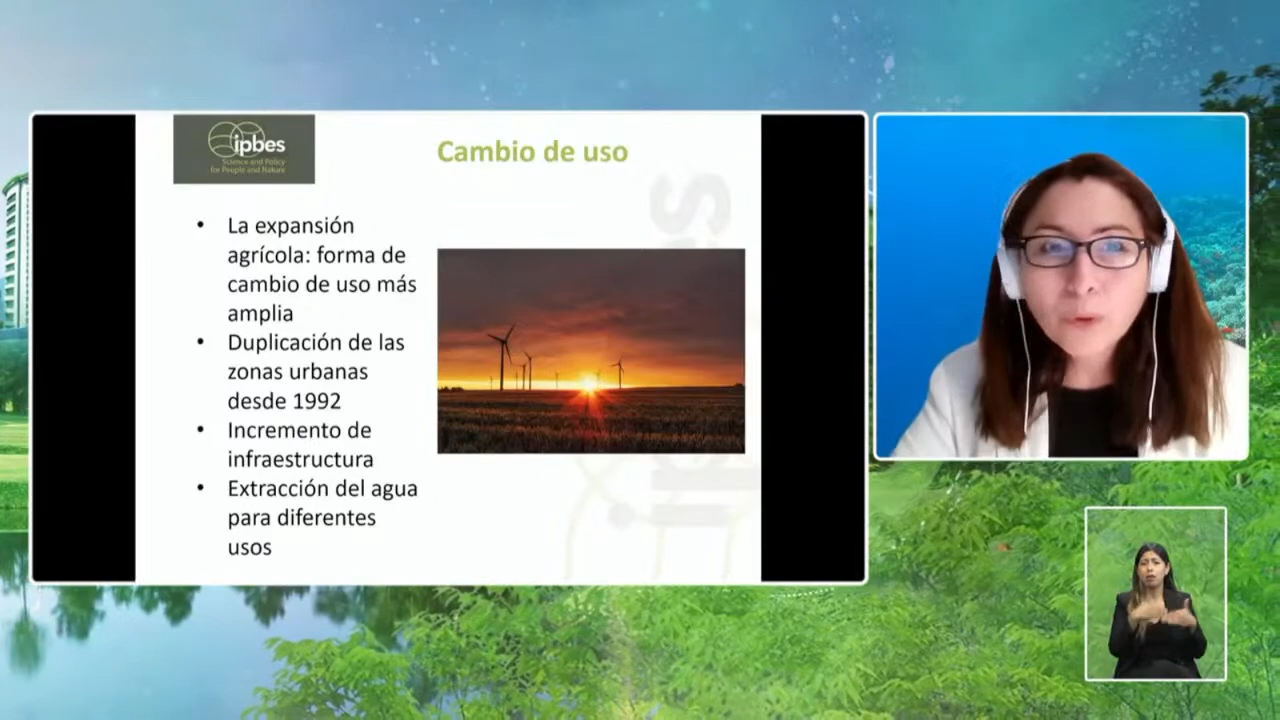 ipbes
Science and Policy
for People and Nature
Cambio de uso
• La expansión
agrícola: forma de
cambio de uso más
amplia
• Duplicación de las
zonas urbanas
desde 1992
• Incremento de
infraestructura
• Extracción del agua
para diferentes
usos
ipbes